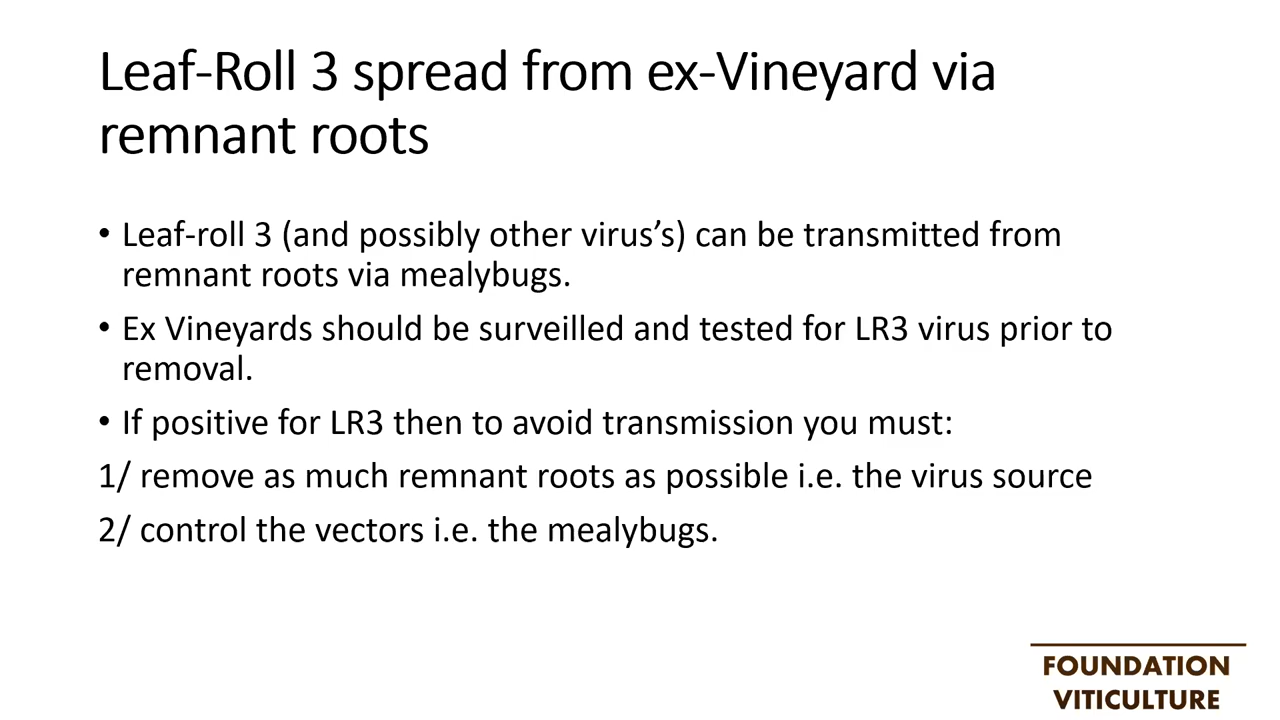 Leaf-Roll 3 spread from ex-Vineyard via
remnant roots
• Leaf-roll 3 (and possibly other virus’s) can be transmitted from
remnant roots via mealybugs.
• Ex Vineyards should be surveilled and tested for LR3 virus prior to
removal.
• If positive for LR3 then to avoid transmission you must:
1/ remove as much remnant roots as possible i.e. the virus source
2/ control the vectors i.e. the mealybugs.
FOUNDATION
VITICULTURE